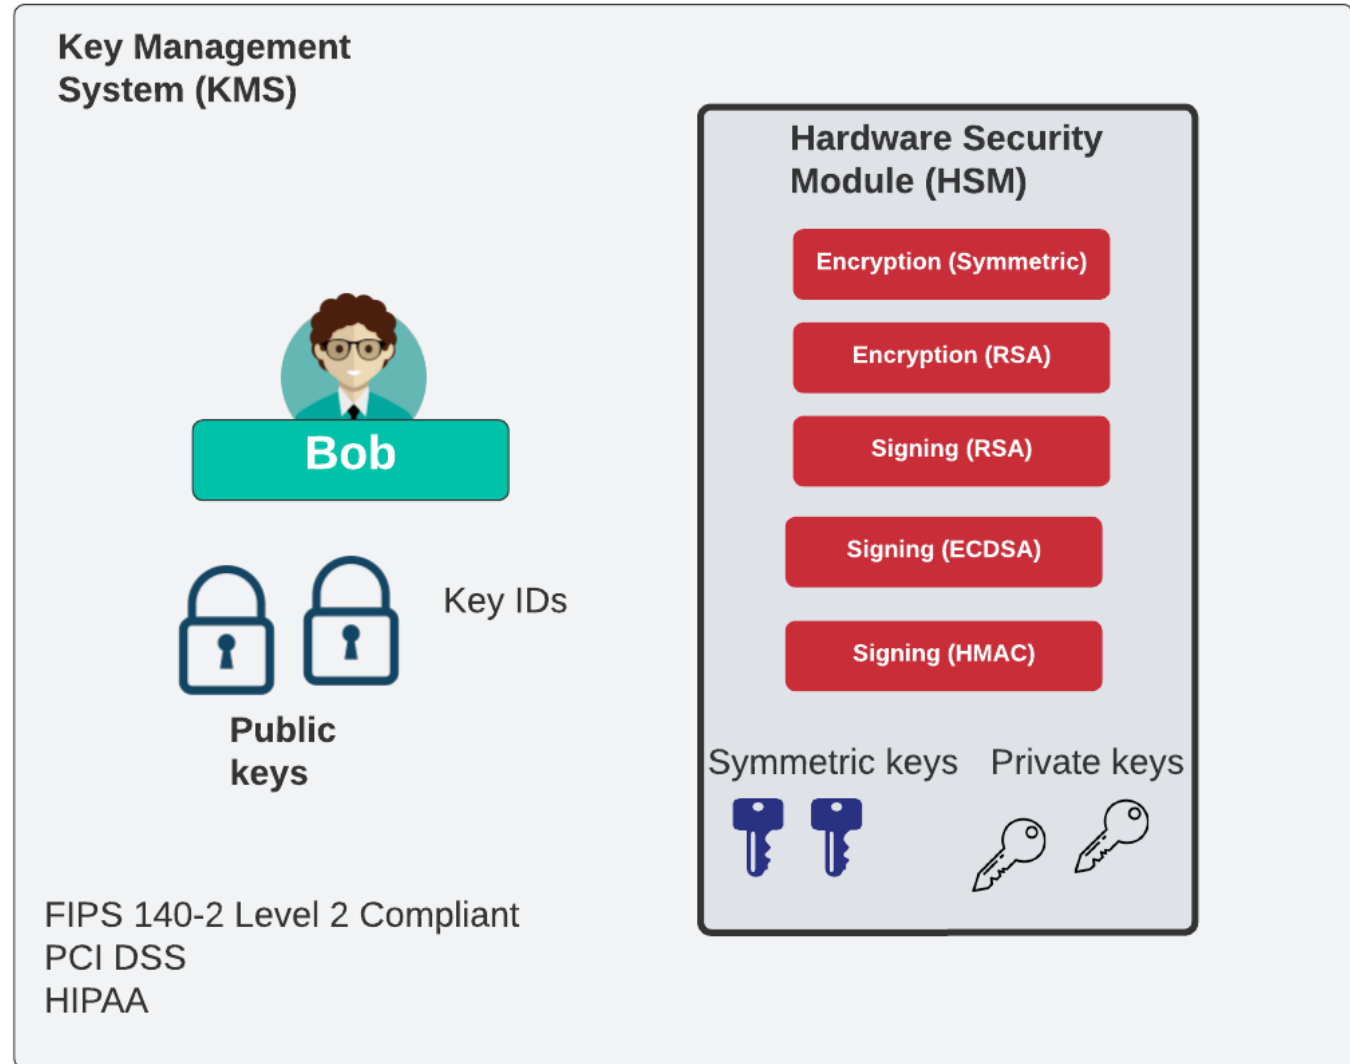 Key Management
System (KMS)
Hardware Security
Module (HSM)
Encryption (Symmetric)
Encryption (RSA)
Signing (RSA)
Signing (ECDSA)
Signing (HMAC)
Bob
Key IDs
Public
keys
Symmetric keys
Private keys
FIPS 140-2 Level 2 Compliant
PCI DSS
HIPAA